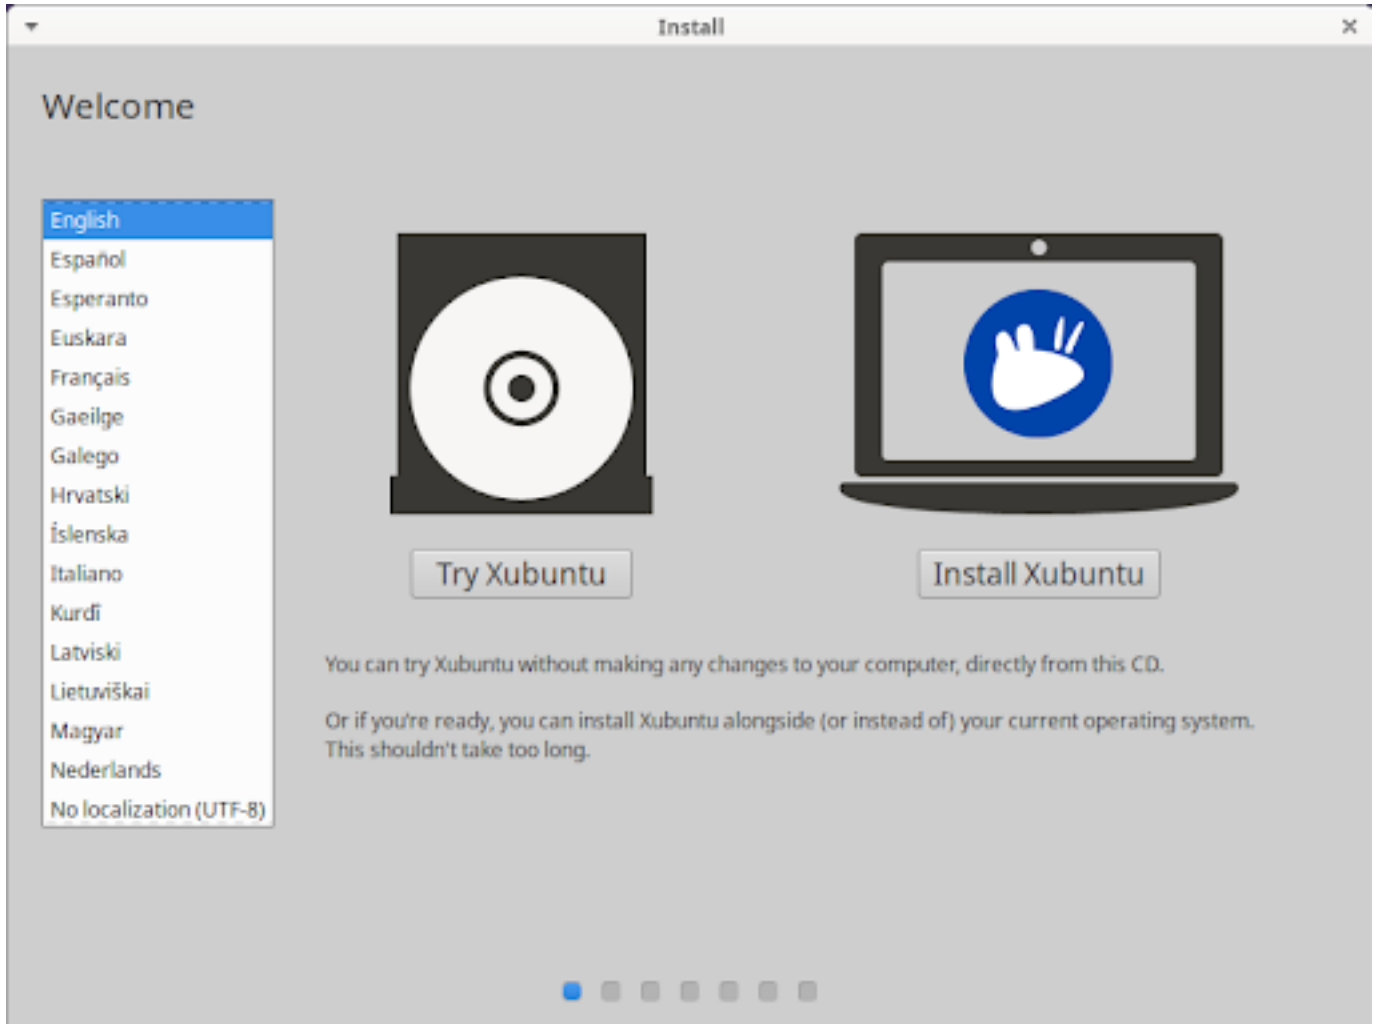 Install
Welcome
English
Español
Esperanto
Euskara
Français
Gaeilge
Galego
Hrvatski
Íslenska
Italiano
Kurdî
Latviski
Lietuviškai
Magyar
Nederlands
No localization (UTF-8)
Try Xubuntu
Install Xubuntu
You can try Xubuntu without making any changes to your computer, directly from this CD.
Or if you're ready, you can install Xubuntu alongside (or instead of) your current operating system.
This shouldn't take too long.